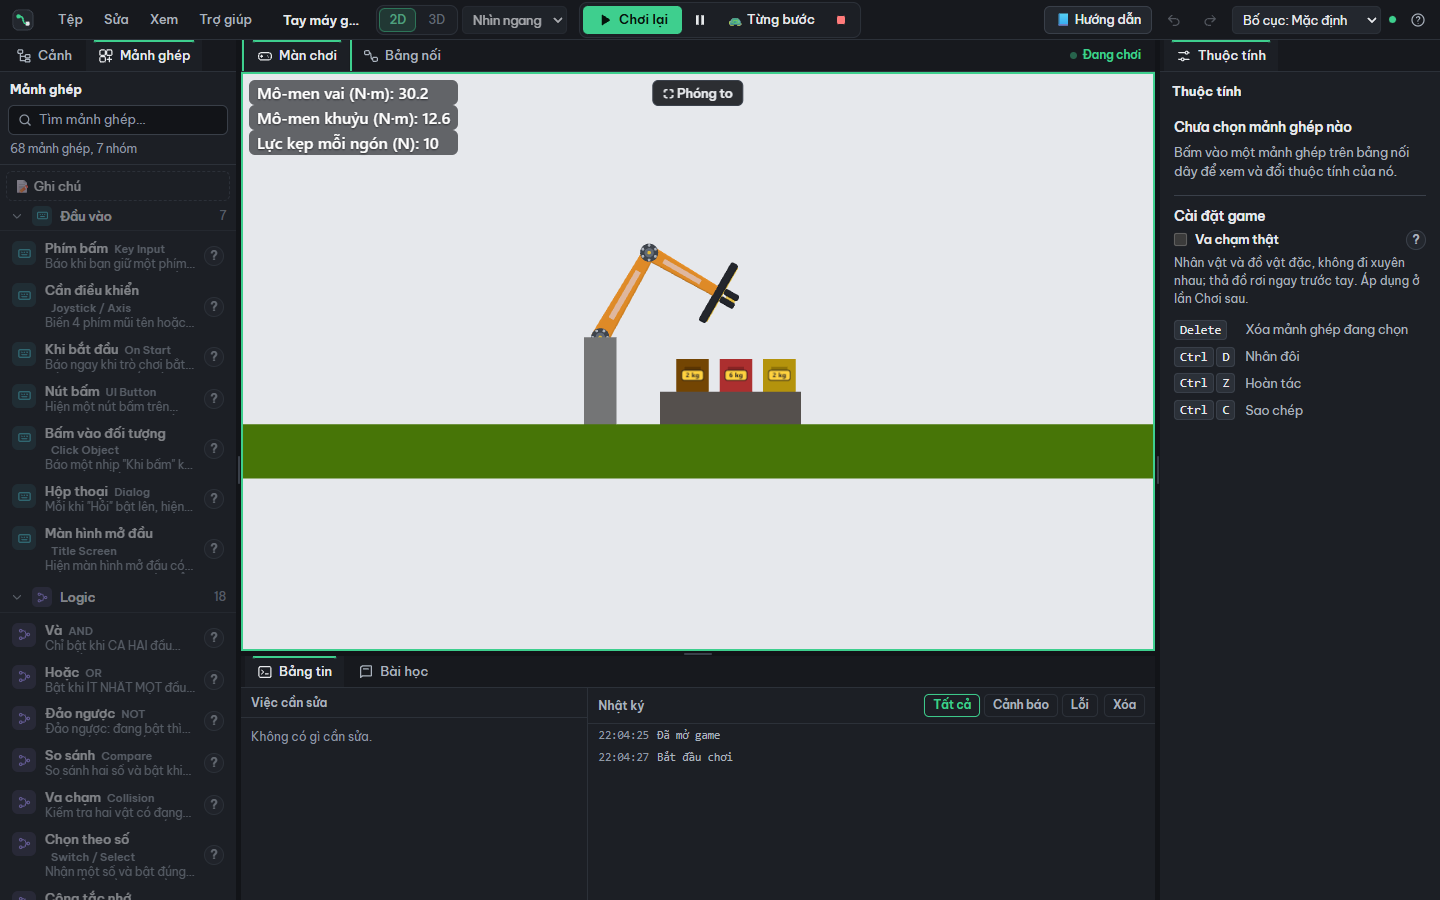 Tệp Sửa Xem Trợ giúp Tay máy g... 2D 3D Nhìn ngang Chơi lại Từng bước Hướng dẫn Bố cục: Mặc định
Cảnh Mảnh ghép
Màn chơi Bảng nối Đang chơi
Thuộc tính
Mảnh ghép
Tìm mảnh ghép...
68 mảnh ghép, 7 nhóm
Ghi chú
Đầu vào 7
Phím bấm Key Input
Báo khi bạn giữ một phím...
Cần điều khiển
Joystick / Axis
Biến 4 phím mũi tên hoặc...
Khi bắt đầu On Start
Báo ngay khi trò chơi bắt...
Nút bấm UI Button
Hiện một nút bấm trên...
Bấm vào đối tượng
Click Object
Báo một nhịp "Khi bấm" k...
Hộp thoại Dialog
Mỗi khi "Hỏi" bật lên, hiện...
Màn hình mở đầu
Title Screen
Hiện màn hình mở đầu có...
Logic 18
Và AND
Chỉ bật khi CẢ HAI đầu...
Hoặc OR
Bật khi ÍT NHẤT MỘT đầu...
Đảo ngược NOT
Đảo ngược: đang bật thì...
So sánh Compare
So sánh hai số và bật khi...
Va chạm Collision
Kiểm tra hai vật có đang...
Chọn theo số
Switch / Select
Nhận một số và bật đúng...
Công tắc nhớ
Mô-men vai (N·m): 30.2
Mô-men khuỷu (N·m): 12.6
Lực kẹp mỗi ngón (N): 10
Phóng to
2 kg 6 kg 2 kg
Bảng tin Bài học
Việc cần sửa
Không có gì cần sửa.
Nhật ký Tất cả Cảnh báo Lỗi Xóa
22:04:25 Đã mở game
22:04:27 Bắt đầu chơi
Thuộc tính
Chưa chọn mảnh ghép nào
Bấm vào một mảnh ghép trên bảng nối
dây để xem và đổi thuộc tính của nó.
Cài đặt game
Va chạm thật ?
Nhân vật và đồ vật đặc, không đi xuyên
nhau; thả đồ rơi ngay trước tay. Áp dụng ở
lần Chơi sau.
Delete Xóa mảnh ghép đang chọn
Ctrl D Nhân đôi
Ctrl Z Hoàn tác
Ctrl C Sao chép